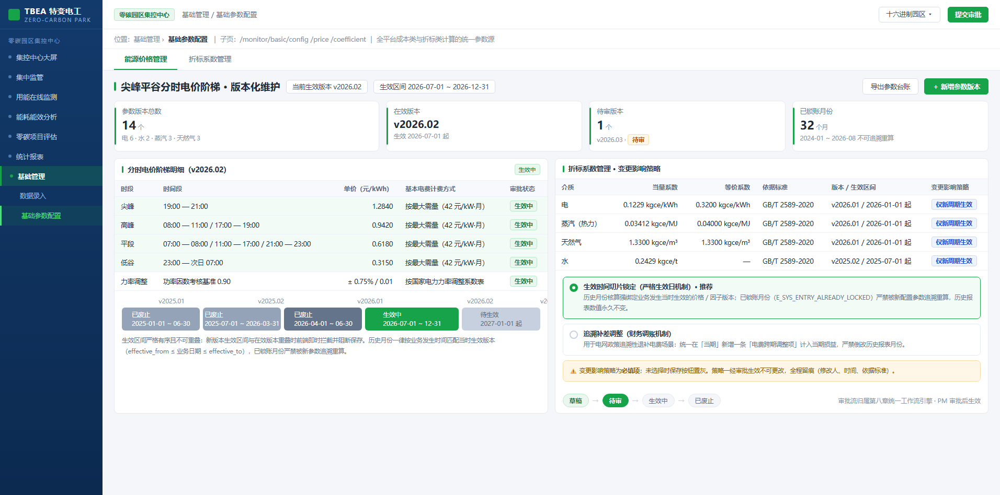 TBEA 特变电工
ZERO-CARBON PARK
零碳园区集控中心
集控中心大屏
集中监管
用能在线监测
能耗能效分析
零碳项目评估
统计报表
基础管理
数据录入
基础参数配置
零碳园区集控中心 基础管理 / 基础参数配置
十六进制园区
提交审批
位置：基础管理 › 基础参数配置 | 子页：/monitor/basic/config /price /coefficient | 全平台成本类与折标类计算的统一参数源
能源价格管理 折标系数管理
尖峰平谷分时电价阶梯 • 版本化维护 当前生效版本 v2026.02 生效区间 2026-07-01 ~ 2026-12-31
导出参数台账
+ 新增参数版本
参数版本总数
14 个
电 6 · 水 2 · 蒸汽 3 · 天然气 3
在效版本
v2026.02
生效 2026-07-01 起
待审版本
1 个
v2026.03 · 待审
已锁账月份
32 个月
2024-01 ~ 2026-08 不可追溯重算
分时电价阶梯明细（v2026.02） 生效中
时段 时间段 单价（元/kWh） 基本电费计费方式 审批状态
尖峰 19:00 — 21:00 1.2840 按最大需量（42 元/kW·月） 生效中
高峰 08:00 — 11:00 / 17:00 — 19:00 0.9420 按最大需量（42 元/kW·月） 生效中
平段 07:00 — 08:00 / 11:00 — 17:00 / 21:00 — 23:00 0.6180 按最大需量（42 元/kW·月） 生效中
低谷 23:00 — 次日 07:00 0.3150 按最大需量（42 元/kW·月） 生效中
力率调整 功率因数考核基准 0.90 ± 0.75% / 0.01 按国家电力力率调整系数表 生效中
v2025.01 v2025.02 v2026.01 v2026.02 v2
已废止
2025-01-01 ~ 06-30
已废止
2025-07-01 ~ 2026-03-31
已废止
2026-04-01 ~ 06-30
生效中
2026-07-01 ~ 12-31
待生效
2027-01-01 起
生效区间严格有序且不可重叠：新版本生效区间与在效版本重叠时前端即时拦截并阻断保存。历史月份一律按业务发生时间匹配当时生效版本
（effective_from ≤ 业务日期 ≤ effective_to），已锁账月份严禁被新参数追溯重算。
折标系数管理 • 变更影响策略
介质 当量系数 等价系数 依据标准 版本 / 生效区间 变更影响策略
电 0.1229 kgce/kWh 0.3200 kgce/kWh GB/T 2589-2020 v2026.01 / 2026-01-01 起 仅新周期生效
蒸汽（热力） 0.03412 kgce/MJ 0.04000 kgce/MJ GB/T 2589-2020 v2026.01 / 2026-01-01 起 仅新周期生效
天然气 1.3300 kgce/m³ 1.3300 kgce/m³ GB/T 2589-2020 v2026.01 / 2026-01-01 起 仅新周期生效
水 0.2429 kgce/t — GB/T 2589-2020 v2025.02 / 2025-07-01 起 仅新周期生效
生效时间切片锁定（严格生效日机制）• 推荐
历史月份核算强绑定业务发生当时生效的价格 / 因子版本；已锁账月份（E_SYS_ENTRY_ALREADY_LOCKED）严禁被新配置参数追溯重算，历史报
表数值永久不变。
追溯补差调整（财务调账机制）
用于电网政策追溯性退补电费场景：统一在「当期」新增一条「电费跨期调整项」计入当期损益，严禁倒改历史报表月份。
⚠ 变更影响策略为必填项；未选择时保存按钮置灰。策略一经审批生效不可更改，全程留痕（修改人、时间、依据标准）。
草稿 → 待审 → 生效中 → 已废止
审批流归属第八章统一工作流引擎 · PM 审批后生效